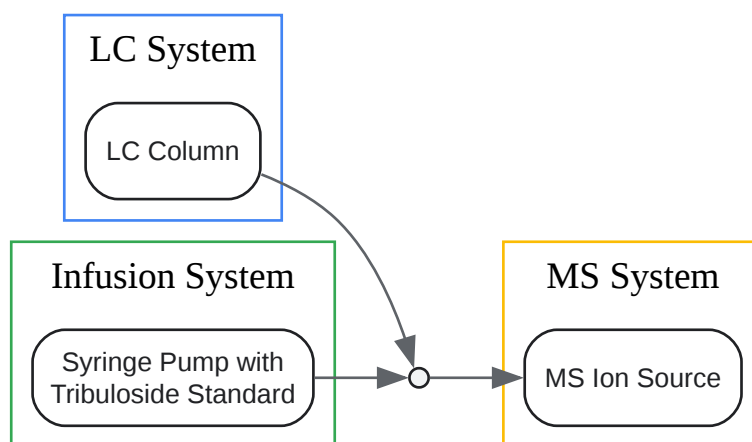 LC System
LC Column
Infusion System
Syringe Pump with
Tribuloside Standard
MS System
MS Ion Source